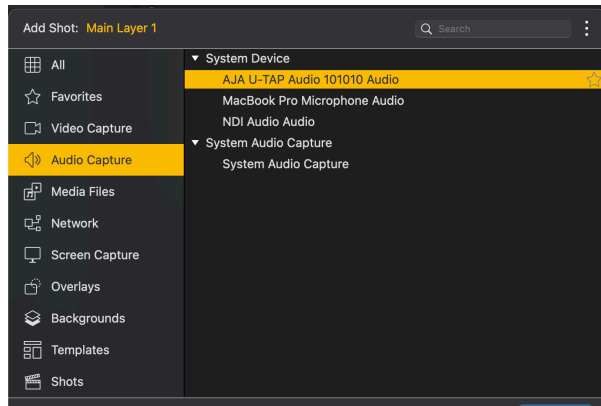 Add Shot: Main Layer 1
Search
All
Favorites
Video Capture
Audio Capture
Media Files
Network
Screen Capture
Overlays
Backgrounds
Templates
Shots
System Device
AJA U-TAP Audio 101010 Audio
MacBook Pro Microphone Audio
NDI Audio Audio
System Audio Capture
System Audio Capture